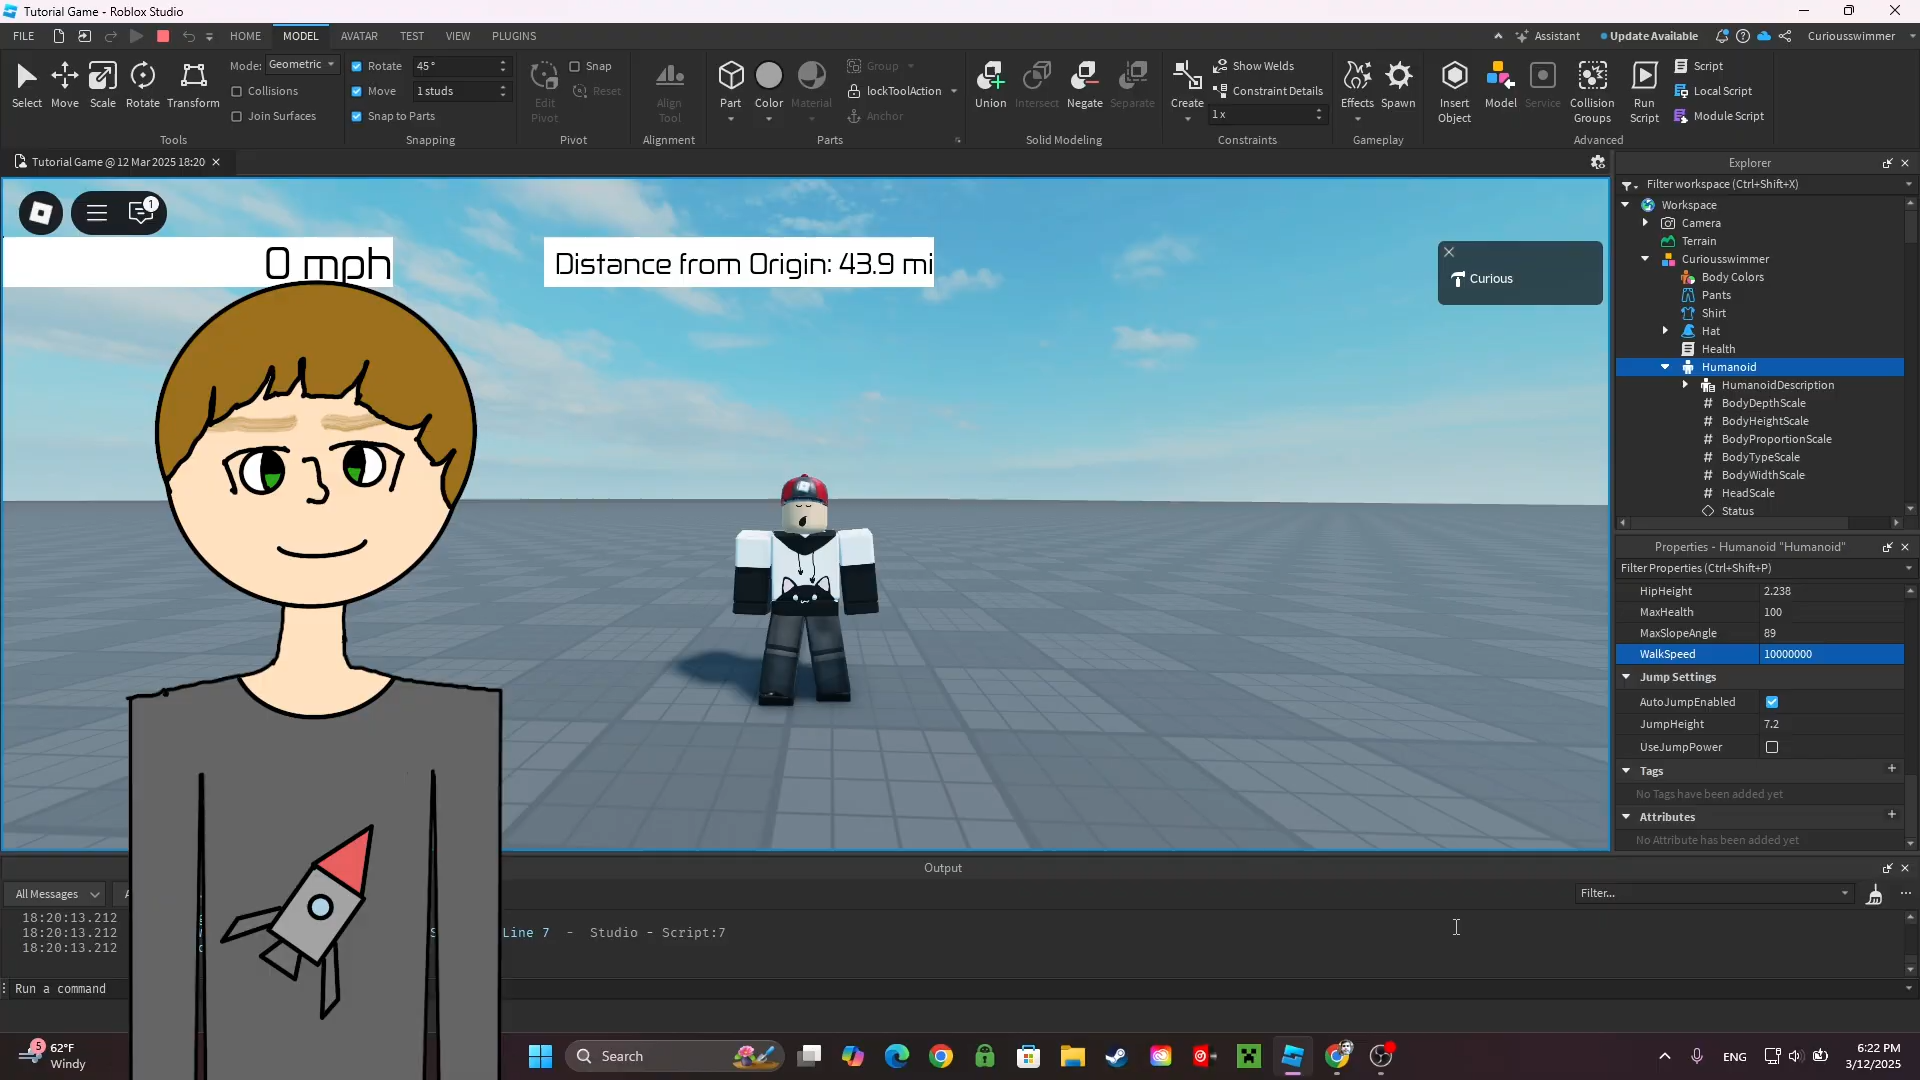 Tutorial Game - Roblox Studio
FILE HOME MODEL AVATAR TEST VIEW PLUGINS Assistant Update Available Curiousswimmer
Select Move Scale Rotate Transform
Mode: Geometric
Collisions
Join Surfaces
Tools
Rotate 45°
Move 1 studs
Snap to Parts
Snapping
Edit Pivot
Snap
Reset
Pivot
Align Tool
Alignment
Part Color Material
Group
lockToolAction
Anchor
Parts
Union Intersect Negate Separate
Solid Modeling
Create
Show Welds
Constraint Details
1 x
Constraints
Effects Spawn
Gameplay
Insert Object
Model
Service
Collision Groups
Run Script
Script
Local Script
Module Script
Advanced
Tutorial Game @ 12 Mar 2025 18:20
1
0 mph
Distance from Origin: 43.9 mi
Curious
Explorer
Filter workspace (Ctrl+Shift+X)
Workspace
Camera
Terrain
Curiousswimmer
Body Colors
Pants
Shirt
Hat
Health
Humanoid
HumanoidDescription
BodyDepthScale
BodyHeightScale
BodyProportionScale
BodyTypeScale
BodyWidthScale
HeadScale
Status
Properties - Humanoid "Humanoid"
Filter Properties (Ctrl+Shift+P)
HipHeight 2.238
MaxHealth 100
MaxSlopeAngle 89
WalkSpeed 10000000
Jump Settings
AutoJumpEnabled
JumpHeight 7.2
UseJumpPower
Tags
No Tags have been added yet
Attributes
No Attribute has been added yet
Output
All Messages
Filter...
18:20:13.212
18:20:13.212 Line 7 - Studio - Script:7
18:20:13.212
Run a command
5
62°F
Windy
Search
ENG
6:22 PM
3/12/2025